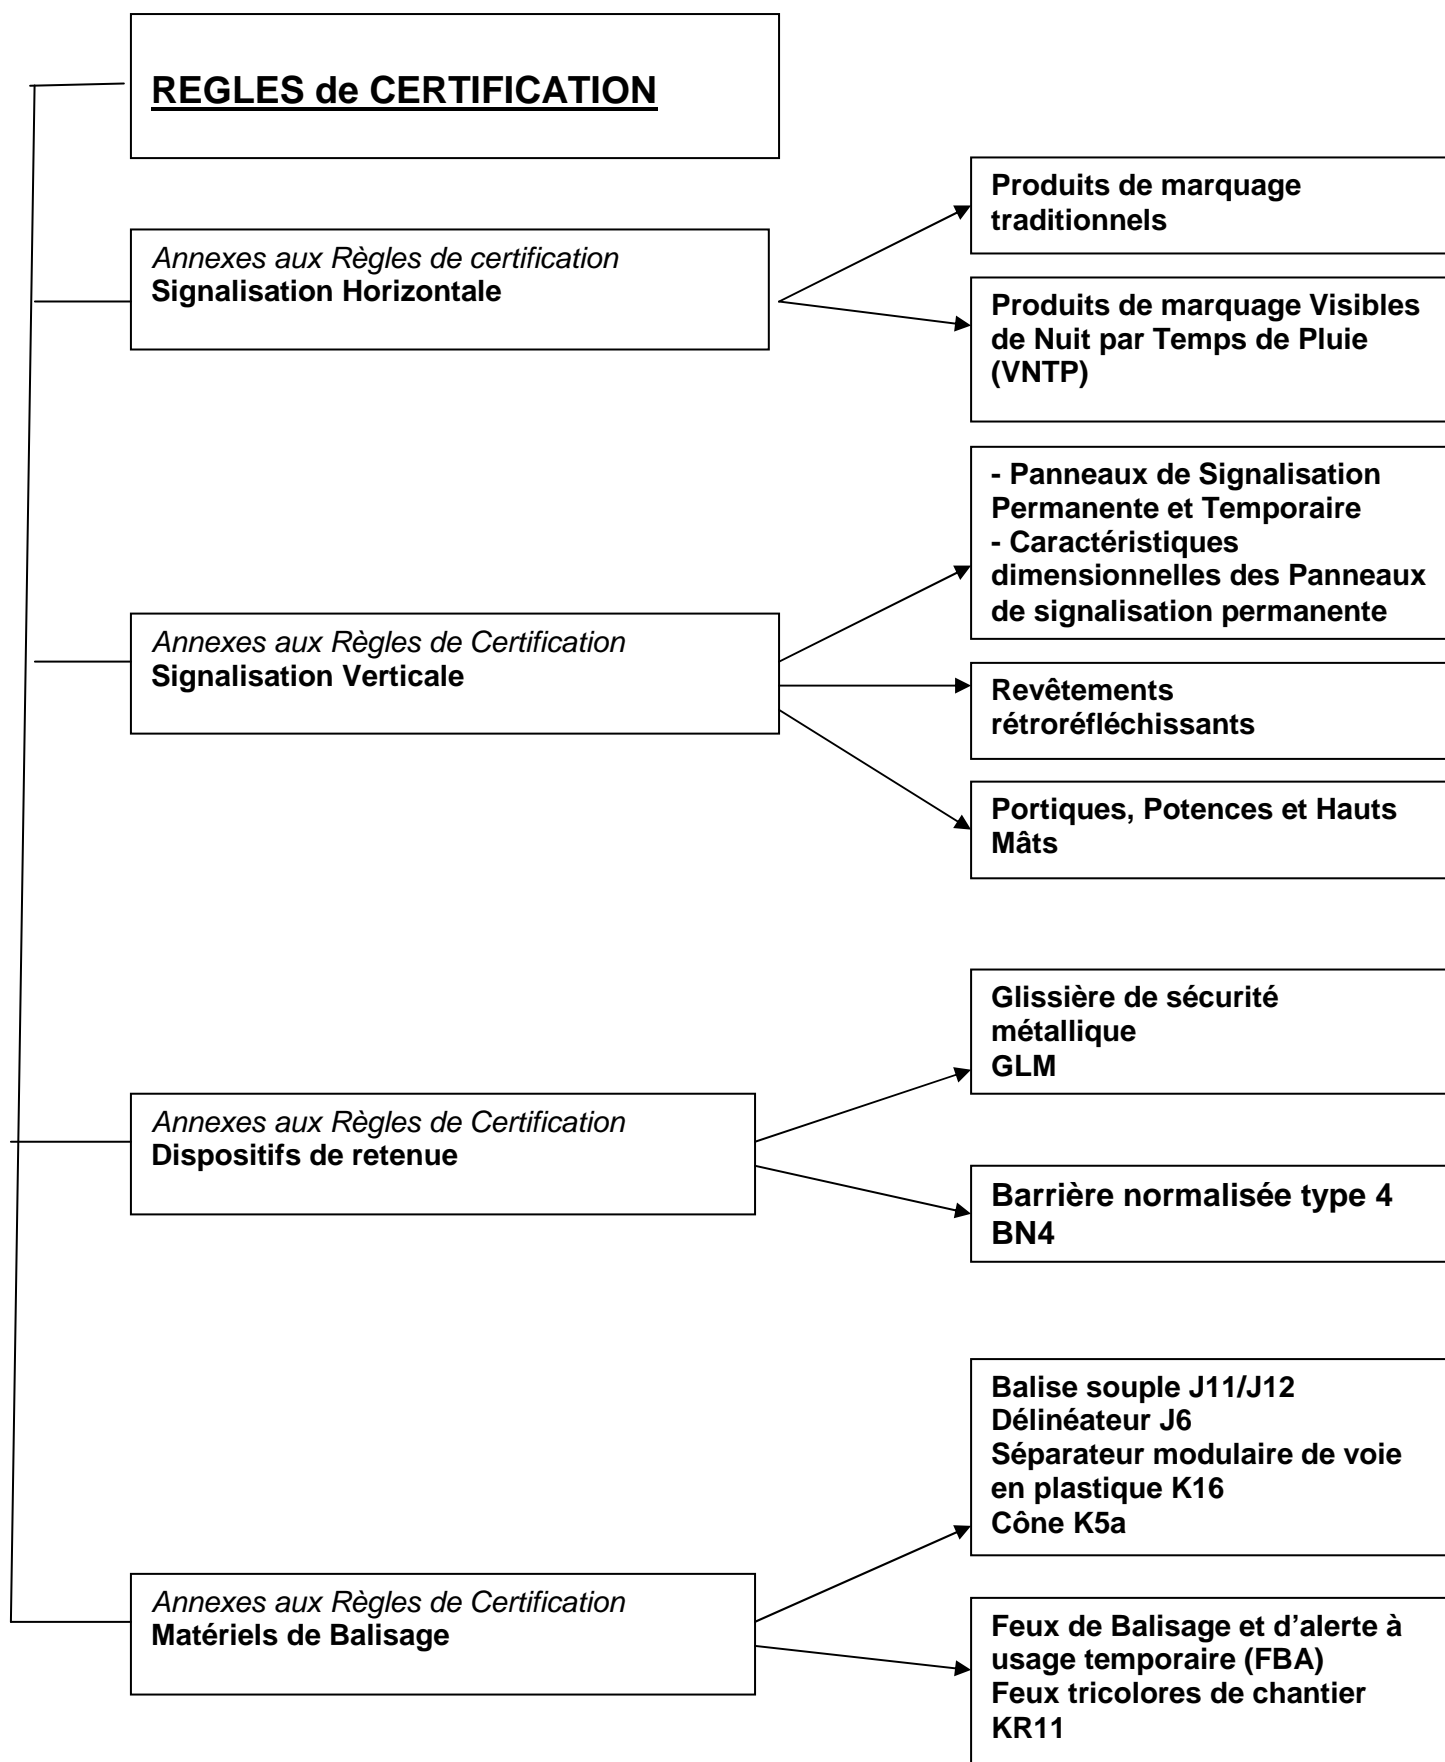 REGLES de CERTIFICATION
Annexes aux Règles de certification
Signalisation Horizontale
Produits de marquage
traditionnels
Produits de marquage Visibles
de Nuit par Temps de Pluie
(VNTP)
Annexes aux Règles de Certification
Signalisation Verticale
- Panneaux de Signalisation
Permanente et Temporaire
- Caractéristiques
dimensionnelles des Panneaux
de signalisation permanente
Revêtements
rétroréfléchissants
Portiques, Potences et Hauts
Mâts
Annexes aux Règles de Certification
Dispositifs de retenue
Glissière de sécurité
métallique
GLM
Barrière normalisée type 4
BN4
Annexes aux Règles de Certification
Matériels de Balisage
Balise souple J11/J12
Délinéateur J6
Séparateur modulaire de voie
en plastique K16
Cône K5a
Feux de Balisage et d’alerte à
usage temporaire (FBA)
Feux tricolores de chantier
KR11